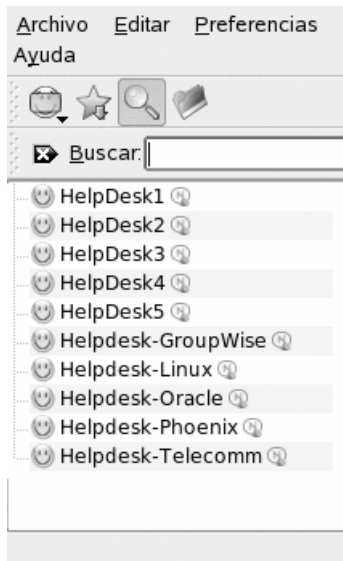 Archivo Editar Preferencias
Ayuda
Buscar:
HelpDesk1
HelpDesk2
HelpDesk3
HelpDesk4
HelpDesk5
Helpdesk-GroupWise
Helpdesk-Linux
Helpdesk-Oracle
Helpdesk-Phoenix
Helpdesk-Telecomm